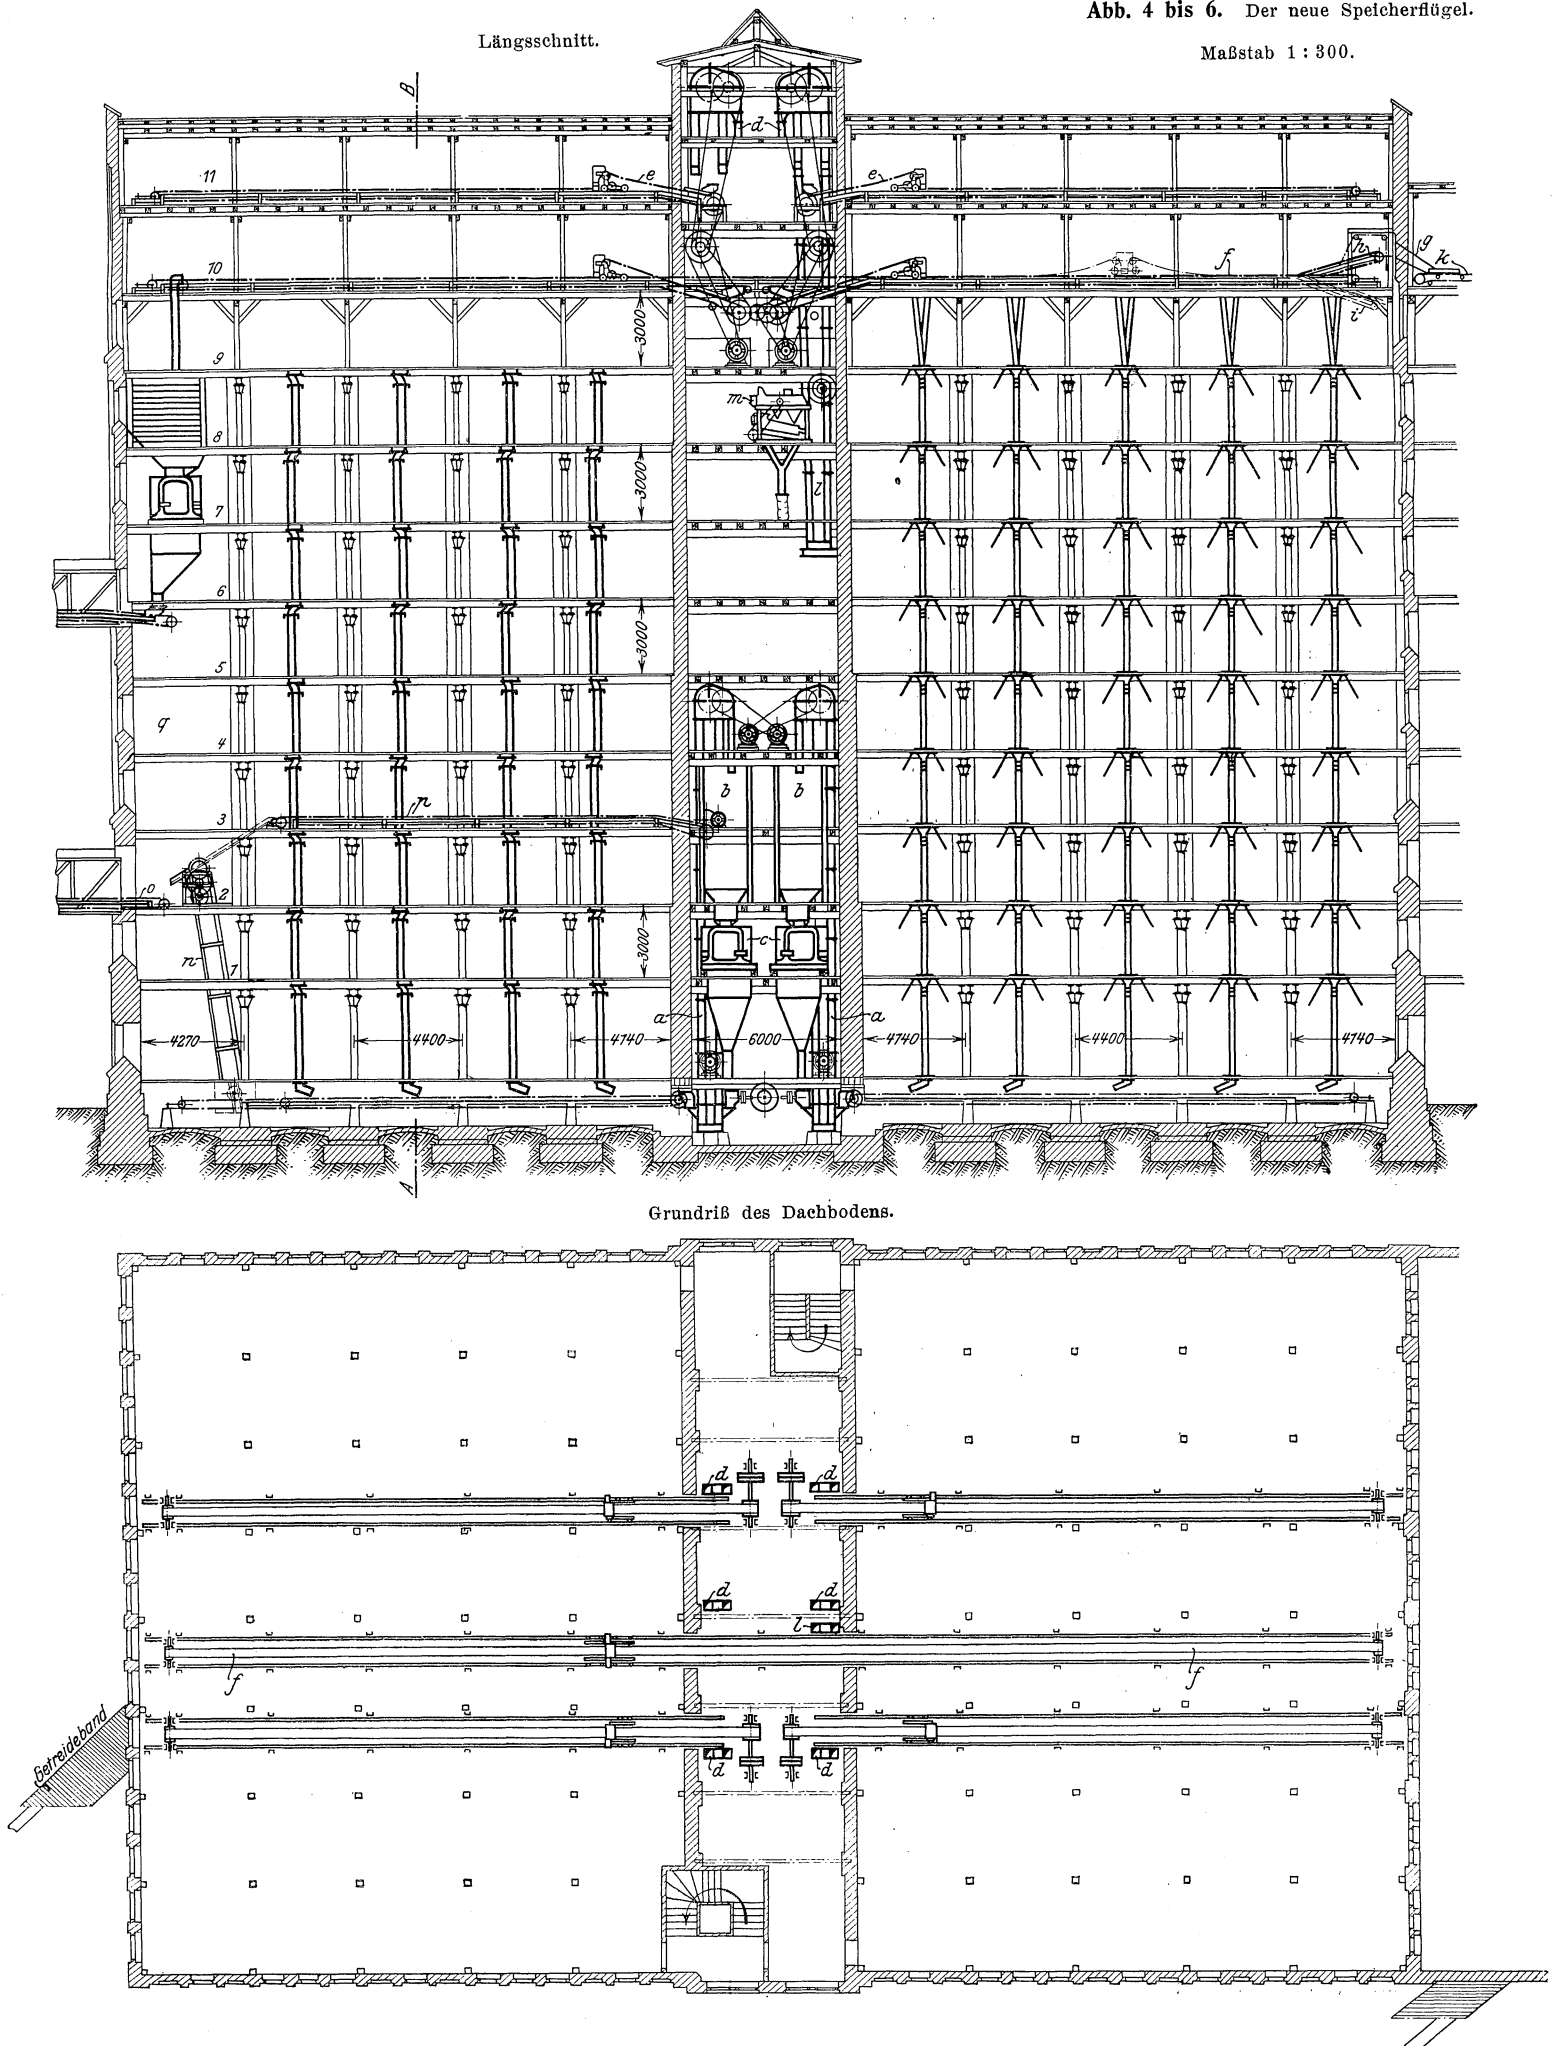 Abb. 4 bis 6. Der neue Speicherflügel.
Längsschnitt.
Maßstab 1 : 300.
B
d
11
e
e
10
f
h
g
k
i
3000
9
m
8
3000
l
7
6
3000
5
q
4
b
b
p
3
o
2
c
n
1
3000
a
a
4270
4400
4740
6000
4740
4400
4740
A
Grundriß des Dachbodens.
d
d
d
d
l
f
f
Getreideband
d
d